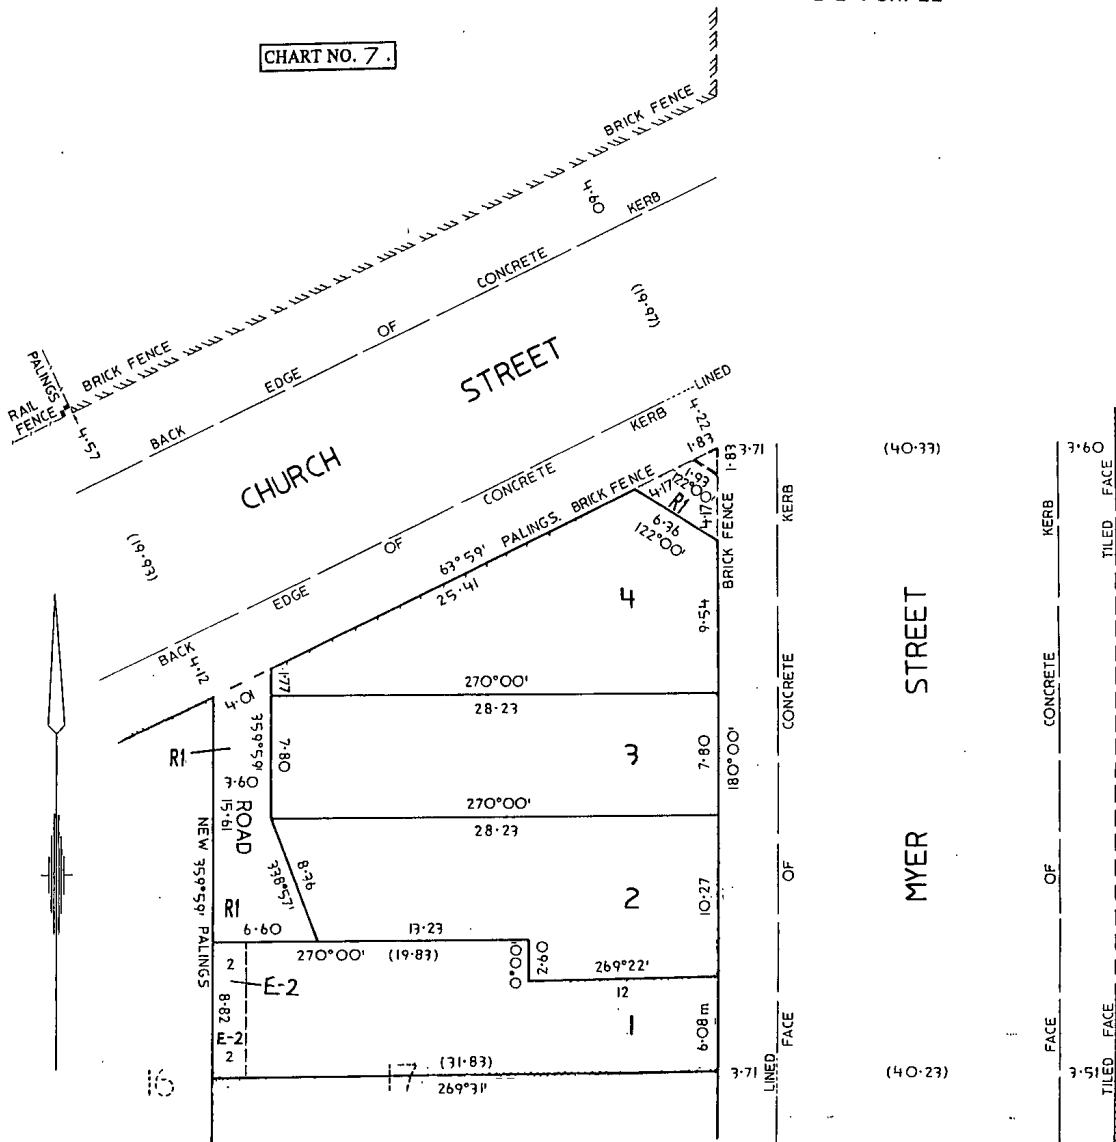 CHART NO. 7.
BRICK FENCE
BRICK FENCE
4·60
KERB
CONCRETE
OF
EDGE
BACK
(19·97)
PALINGS
RAIL
FENCE
4·57
CHURCH STREET
(19·93)
LINED
KERB
CONCRETE
OF
EDGE
BACK
4·12
4·22
1·83
1·83
3·71
(40·33)
3·60
1·93
122°00'
4·17
4·17
R1
6·36
122°00'
63°59' PALINGS. BRICK FENCE
25·41
BRICK FENCE
4
9·54
1·77
4·01
270°00'
28·23
359°59'
7·80
3
7·80
180°00'
R1
3·60
ROAD
15·61
270°00'
28·23
NEW 359°59' PALINGS
8·36
338°57'
2
10·27
R1
6·60
13·23
270°00'
(19·83)
0°00'
2·60
269°22'
12
2
E-2
8·82
E-2
2
1
6·08m
(31·83)
269°31'
7
16
3·71
(40·23)
3·51
LINED FACE OF CONCRETE KERB
MYER STREET
FACE OF CONCRETE KERB
TILED FACE
TILED FACE